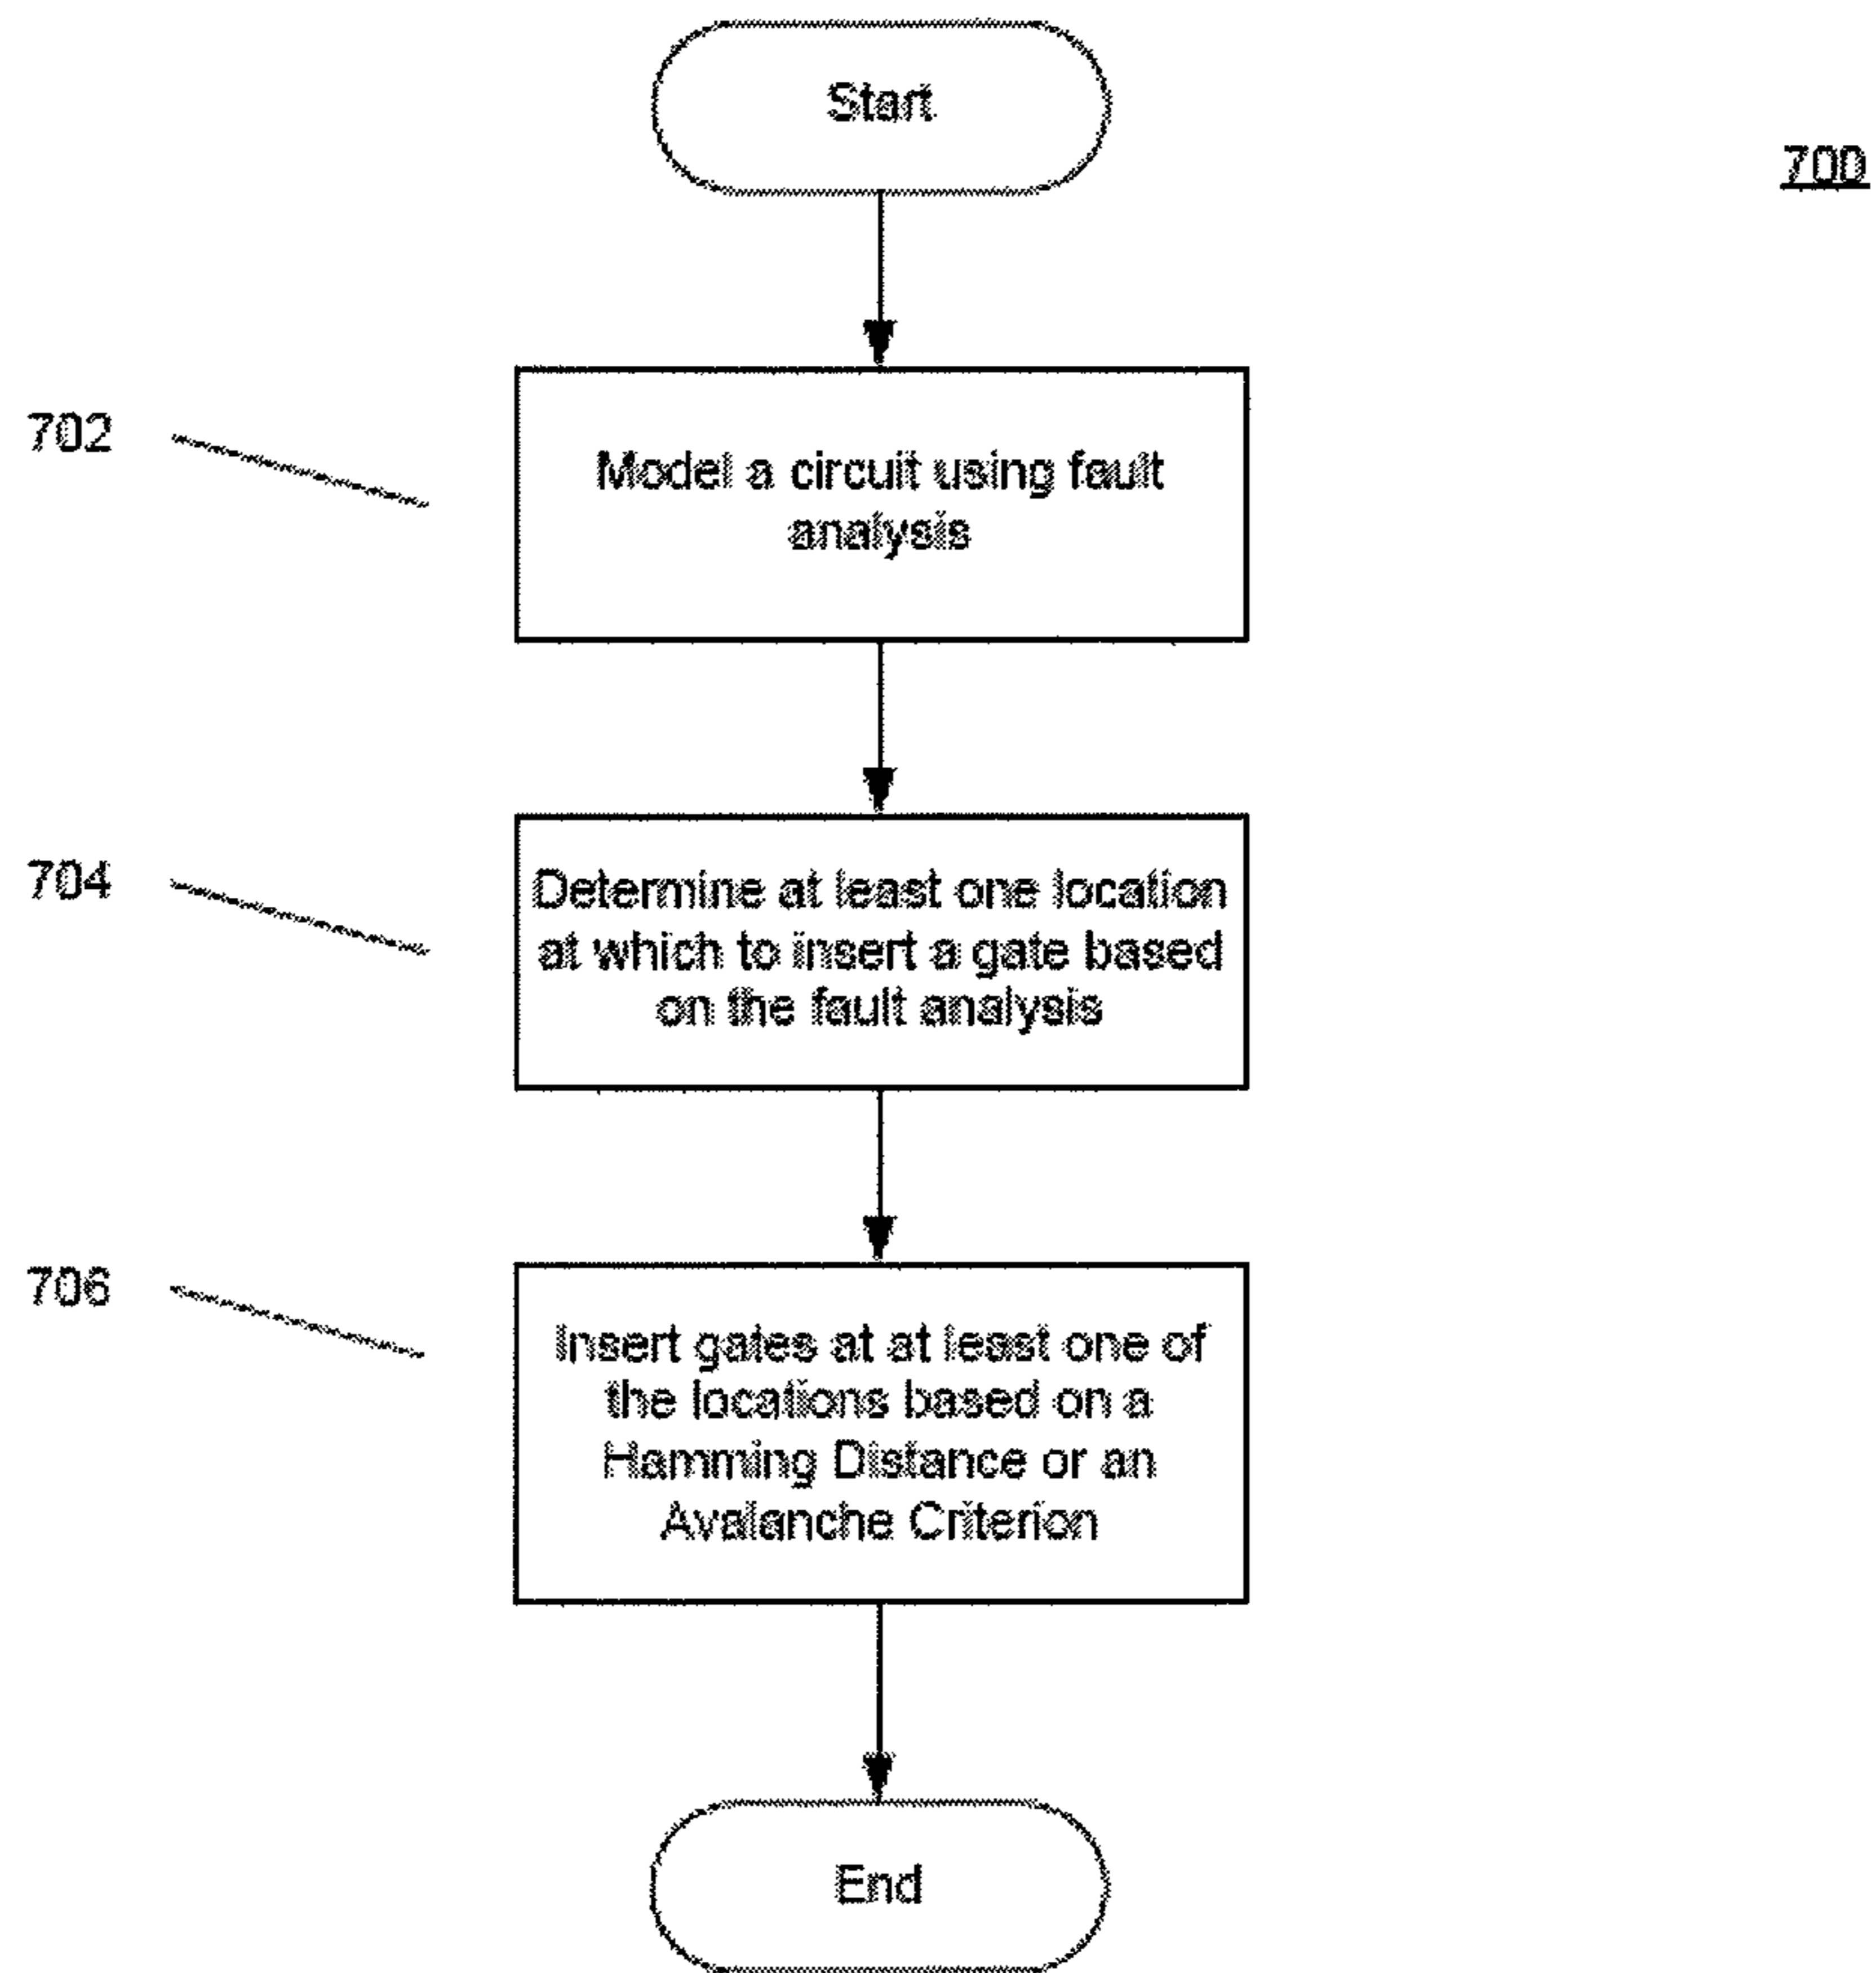 Start
700
702
Model a circuit using fault
analysis
704
Determine at least one location
at which to insert a gate based
on the fault analysis
706
Insert gates at at least one of
the locations based on a
Hamming Distance or an
Avalanche Criterion
End